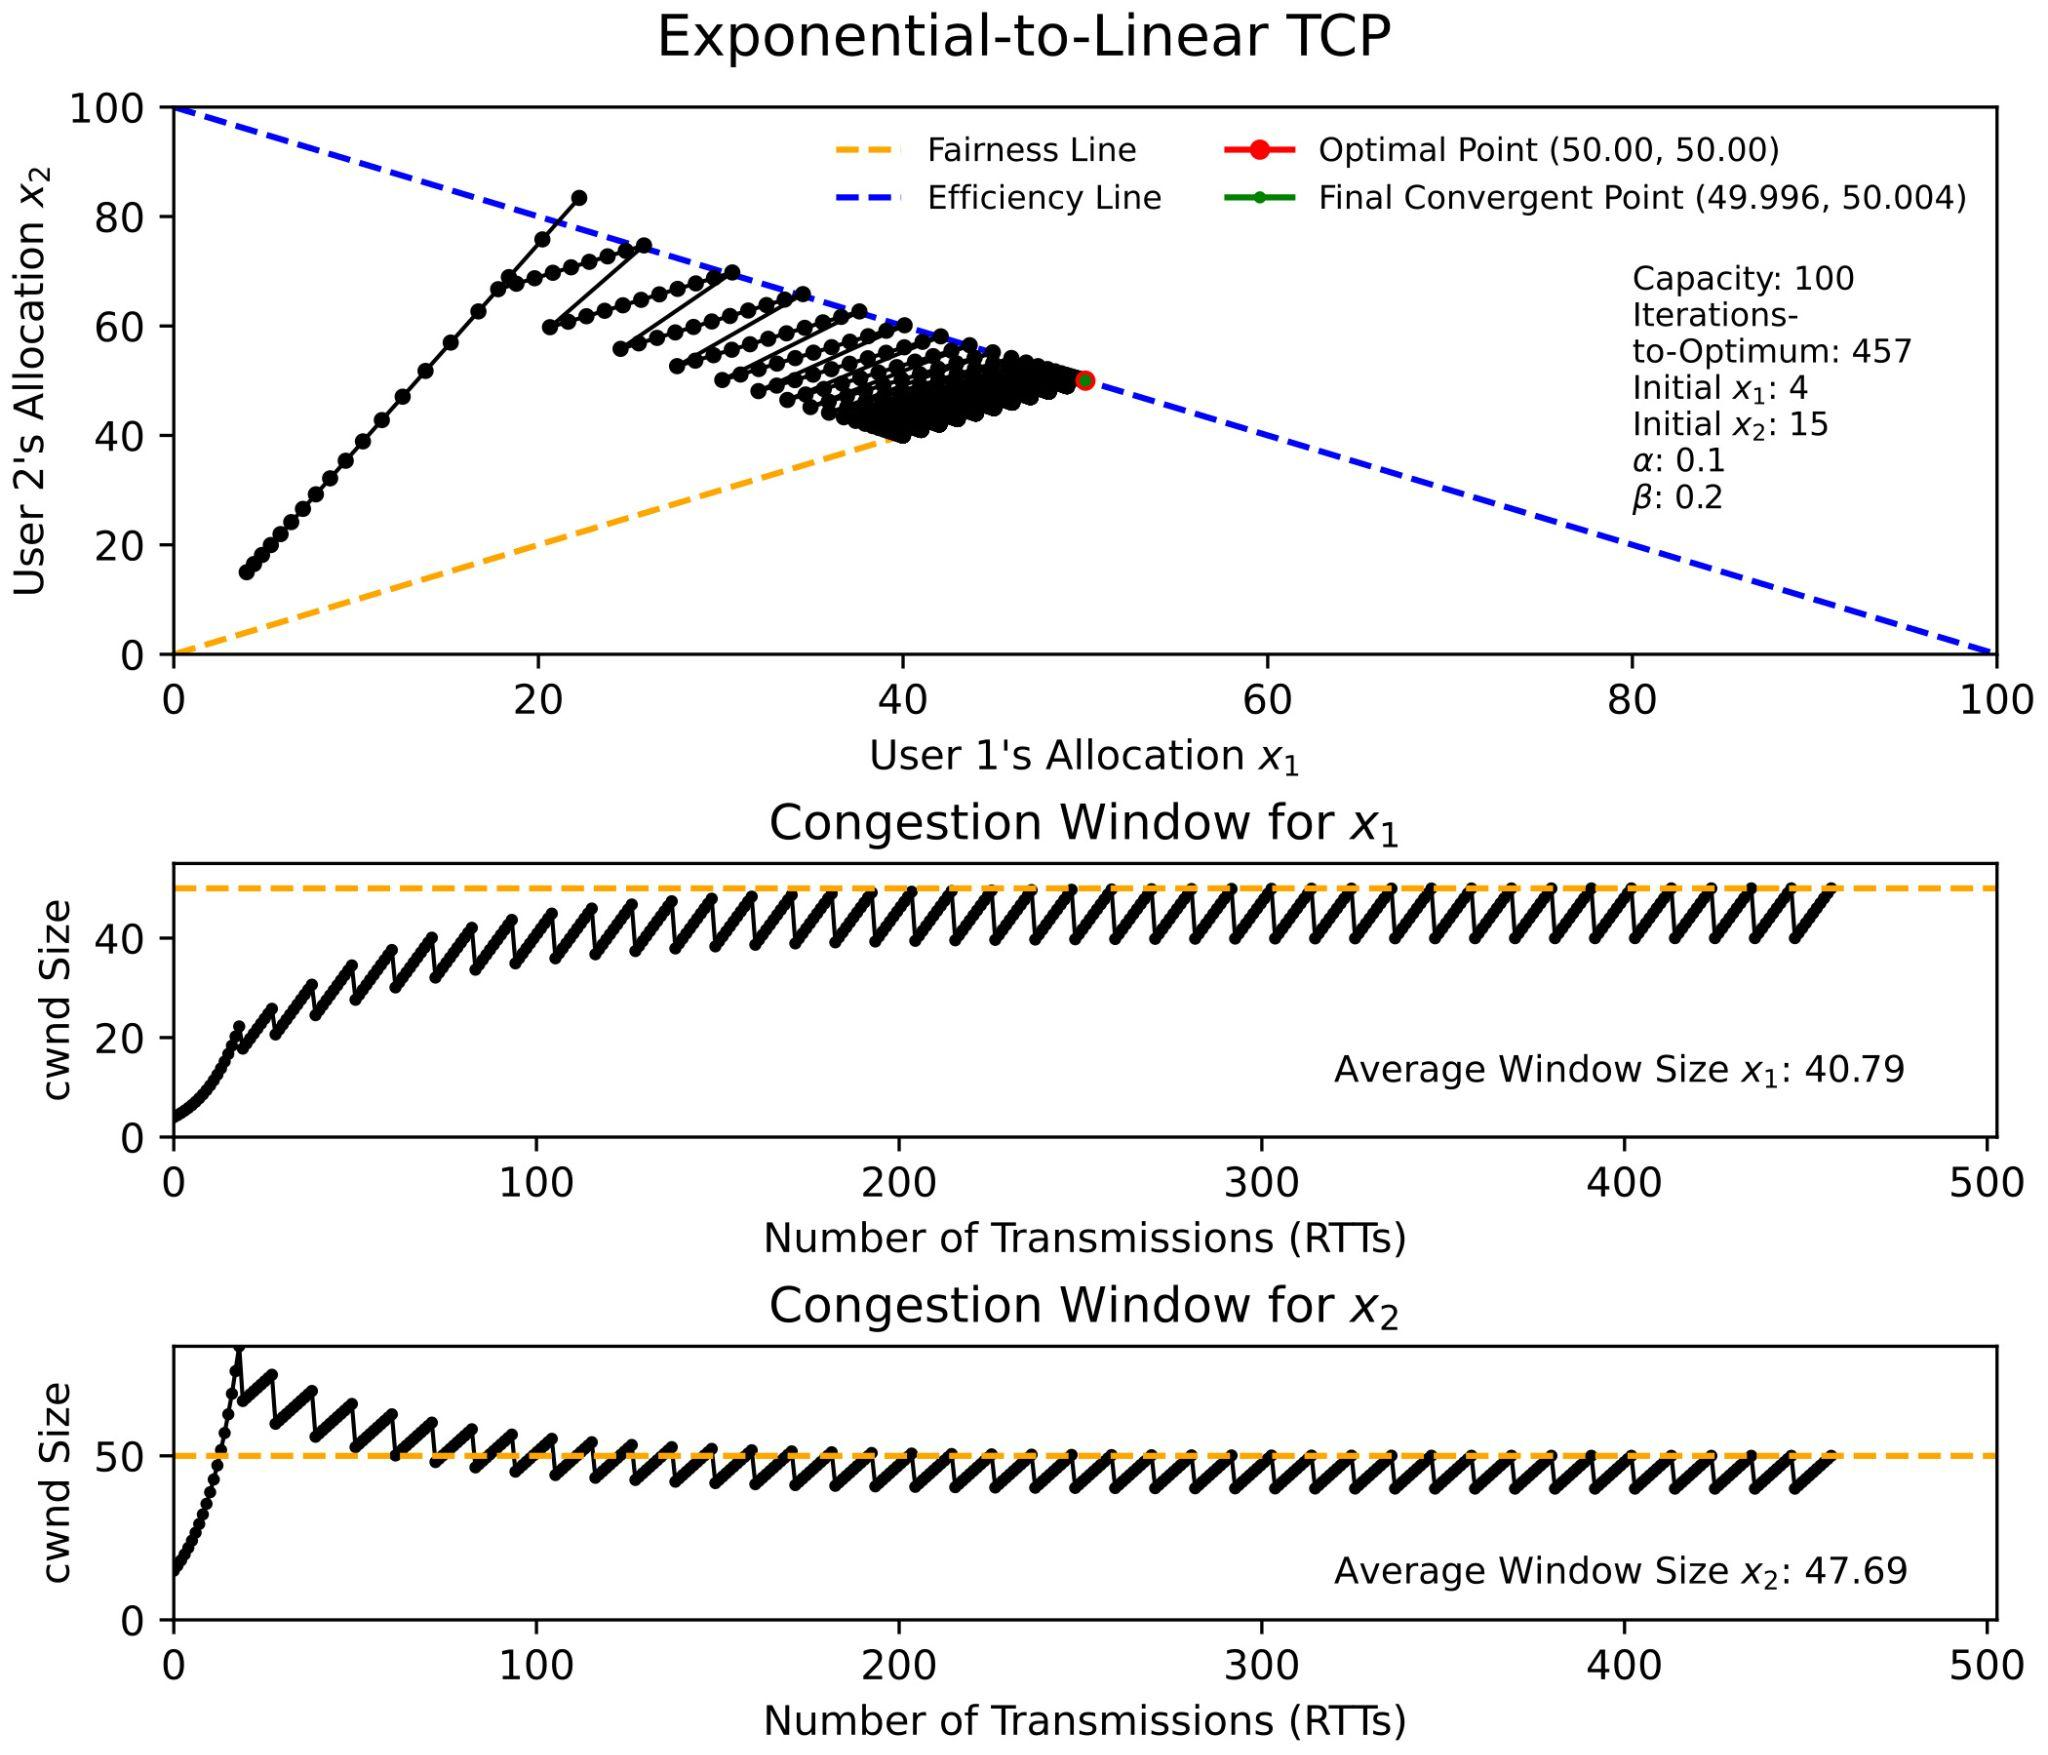 Exponential-to-Linear TCP
100
80
60
40
20
0
User 2's Allocation x₂
Fairness Line
Efficiency Line
Optimal Point (50.00, 50.00)
Final Convergent Point (49.996, 50.004)
Capacity: 100
Iterations-
to-Optimum: 457
Initial x₁: 4
Initial x₂: 15
α: 0.1
β: 0.2
0 20 40 60 80 100
User 1's Allocation x₁
Congestion Window for x₁
40
20
0
cwnd Size
Average Window Size x₁: 40.79
0 100 200 300 400 500
Number of Transmissions (RTTs)
Congestion Window for x₂
50
0
cwnd Size
Average Window Size x₂: 47.69
0 100 200 300 400 500
Number of Transmissions (RTTs)